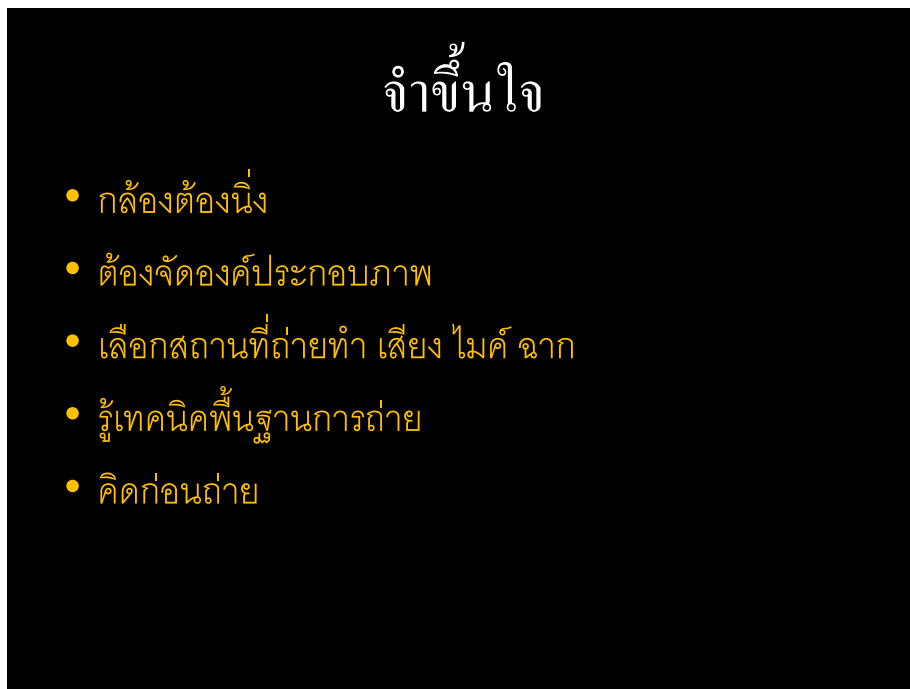 จำขึ้นใจ
• กล้องต้องนิ่ง
• ต้องจัดองค์ประกอบภาพ
• เลือกสถานที่ถ่ายทำ เสียง ไมค์ ฉาก
• รู้เทคนิคพื้นฐานการถ่าย
• คิดก่อนถ่าย